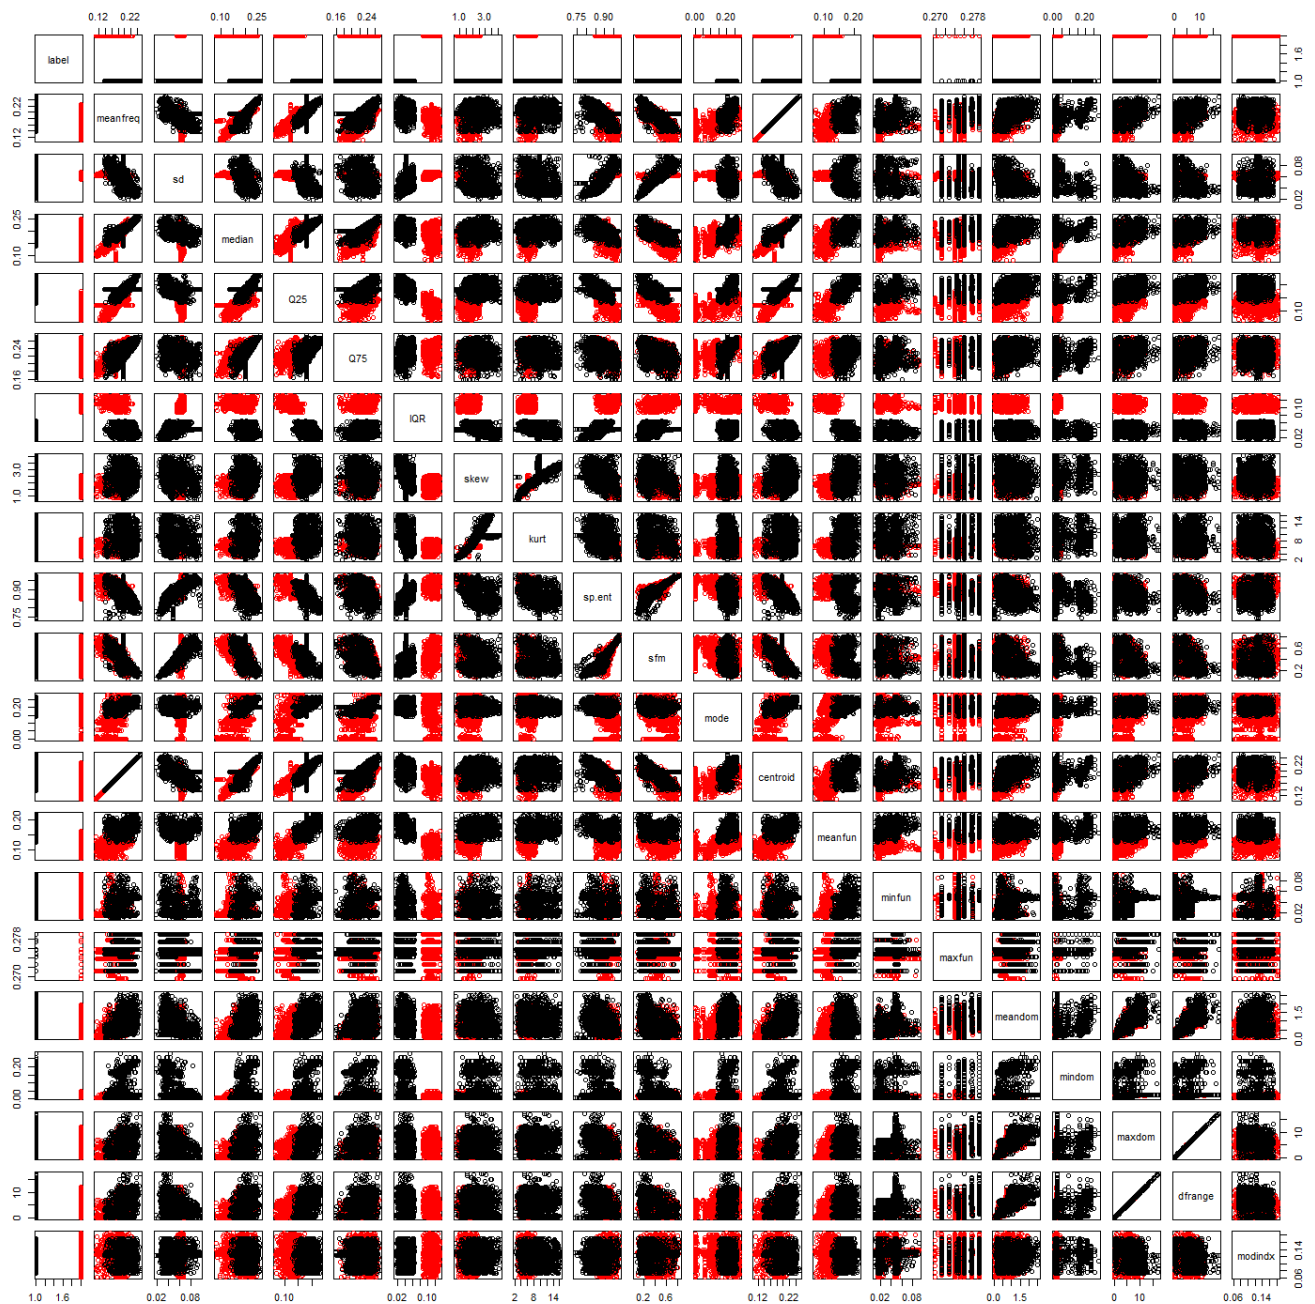 0.12 0.22 0.10 0.25 0.16 0.24 1.0 3.0 0.75 0.90 0.00 0.20 0.10 0.20 0.270 0.278 0.00 0.20 0 10
label 1.0 1.6
0.12 0.22 meanfreq
sd 0.02 0.08
0.10 0.25 median
Q25 0.10
0.16 0.24 Q75
IQR 0.02 0.10
1.0 3.0 skew
kurt 2 8 14
0.75 0.90 sp.ent
sfm 0.2 0.6
0.00 0.20 mode
centroid 0.12 0.22
0.10 0.20 meanfun
minfun 0.02 0.08
0.270 0.278 maxfun
meandom 0.0 1.5
0.00 0.20 mindom
maxdom 0 10
0 10 dfrange
modindx 0.06 0.14
1.0 1.6 0.02 0.08 0.10 0.02 0.10 2 8 14 0.2 0.6 0.12 0.22 0.02 0.08 0.0 1.5 0 10 0.06 0.14